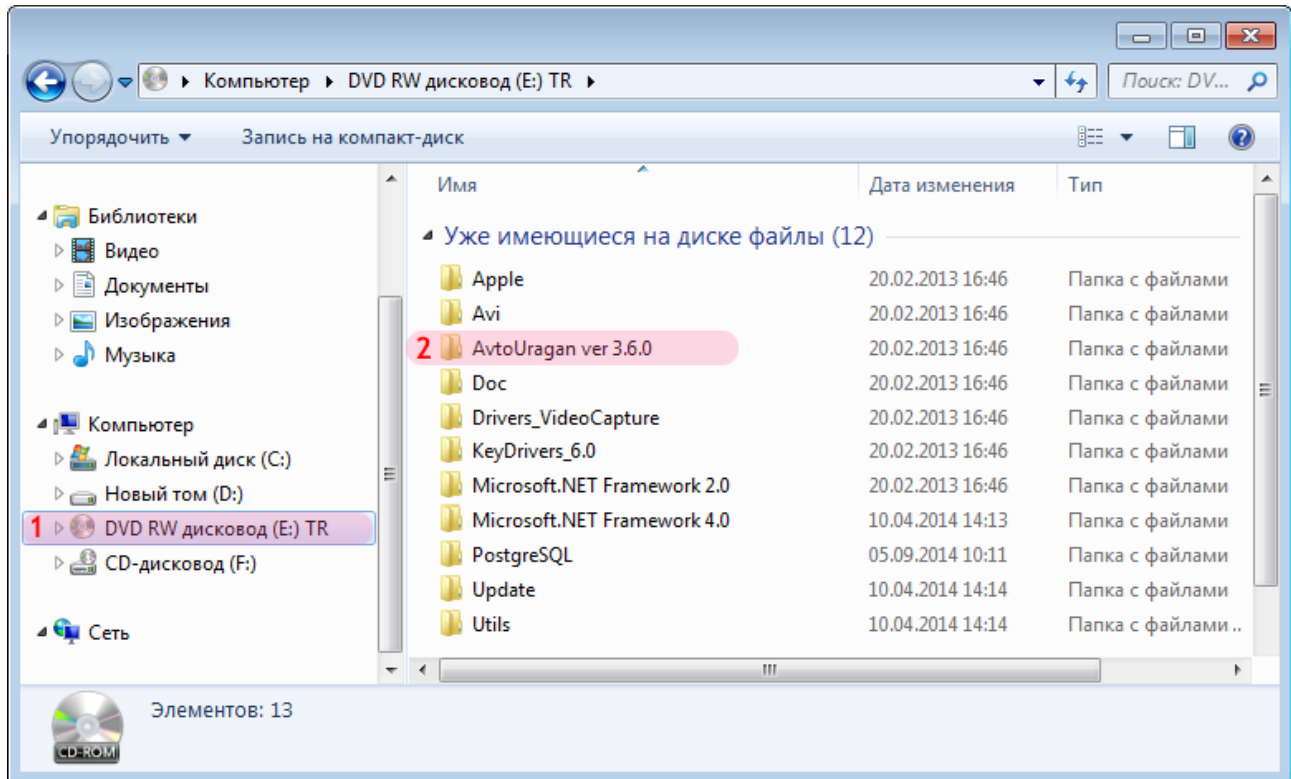 Компьютер DVD RW дисковод (E:) TR Поиск: DV...
Упорядочить Запись на компакт-диск
Библиотеки
Видео
Документы
Изображения
Музыка
Компьютер
Локальный диск (C:)
Новый том (D:)
1 DVD RW дисковод (E:) TR
CD-дисковод (F:)
Сеть
Имя Дата изменения Тип
Уже имеющиеся на диске файлы (12)
Apple 20.02.2013 16:46 Папка с файлами
Avi 20.02.2013 16:46 Папка с файлами
2 AvtoUragan ver 3.6.0 20.02.2013 16:46 Папка с файлами
Doc 20.02.2013 16:46 Папка с файлами
Drivers_VideoCapture 20.02.2013 16:46 Папка с файлами
KeyDrivers_6.0 20.02.2013 16:46 Папка с файлами
Microsoft.NET Framework 2.0 20.02.2013 16:46 Папка с файлами
Microsoft.NET Framework 4.0 10.04.2014 14:13 Папка с файлами
PostgreSQL 05.09.2014 10:11 Папка с файлами
Update 10.04.2014 14:14 Папка с файлами
Utils 10.04.2014 14:14 Папка с файлами ..
Элементов: 13
CD-ROM